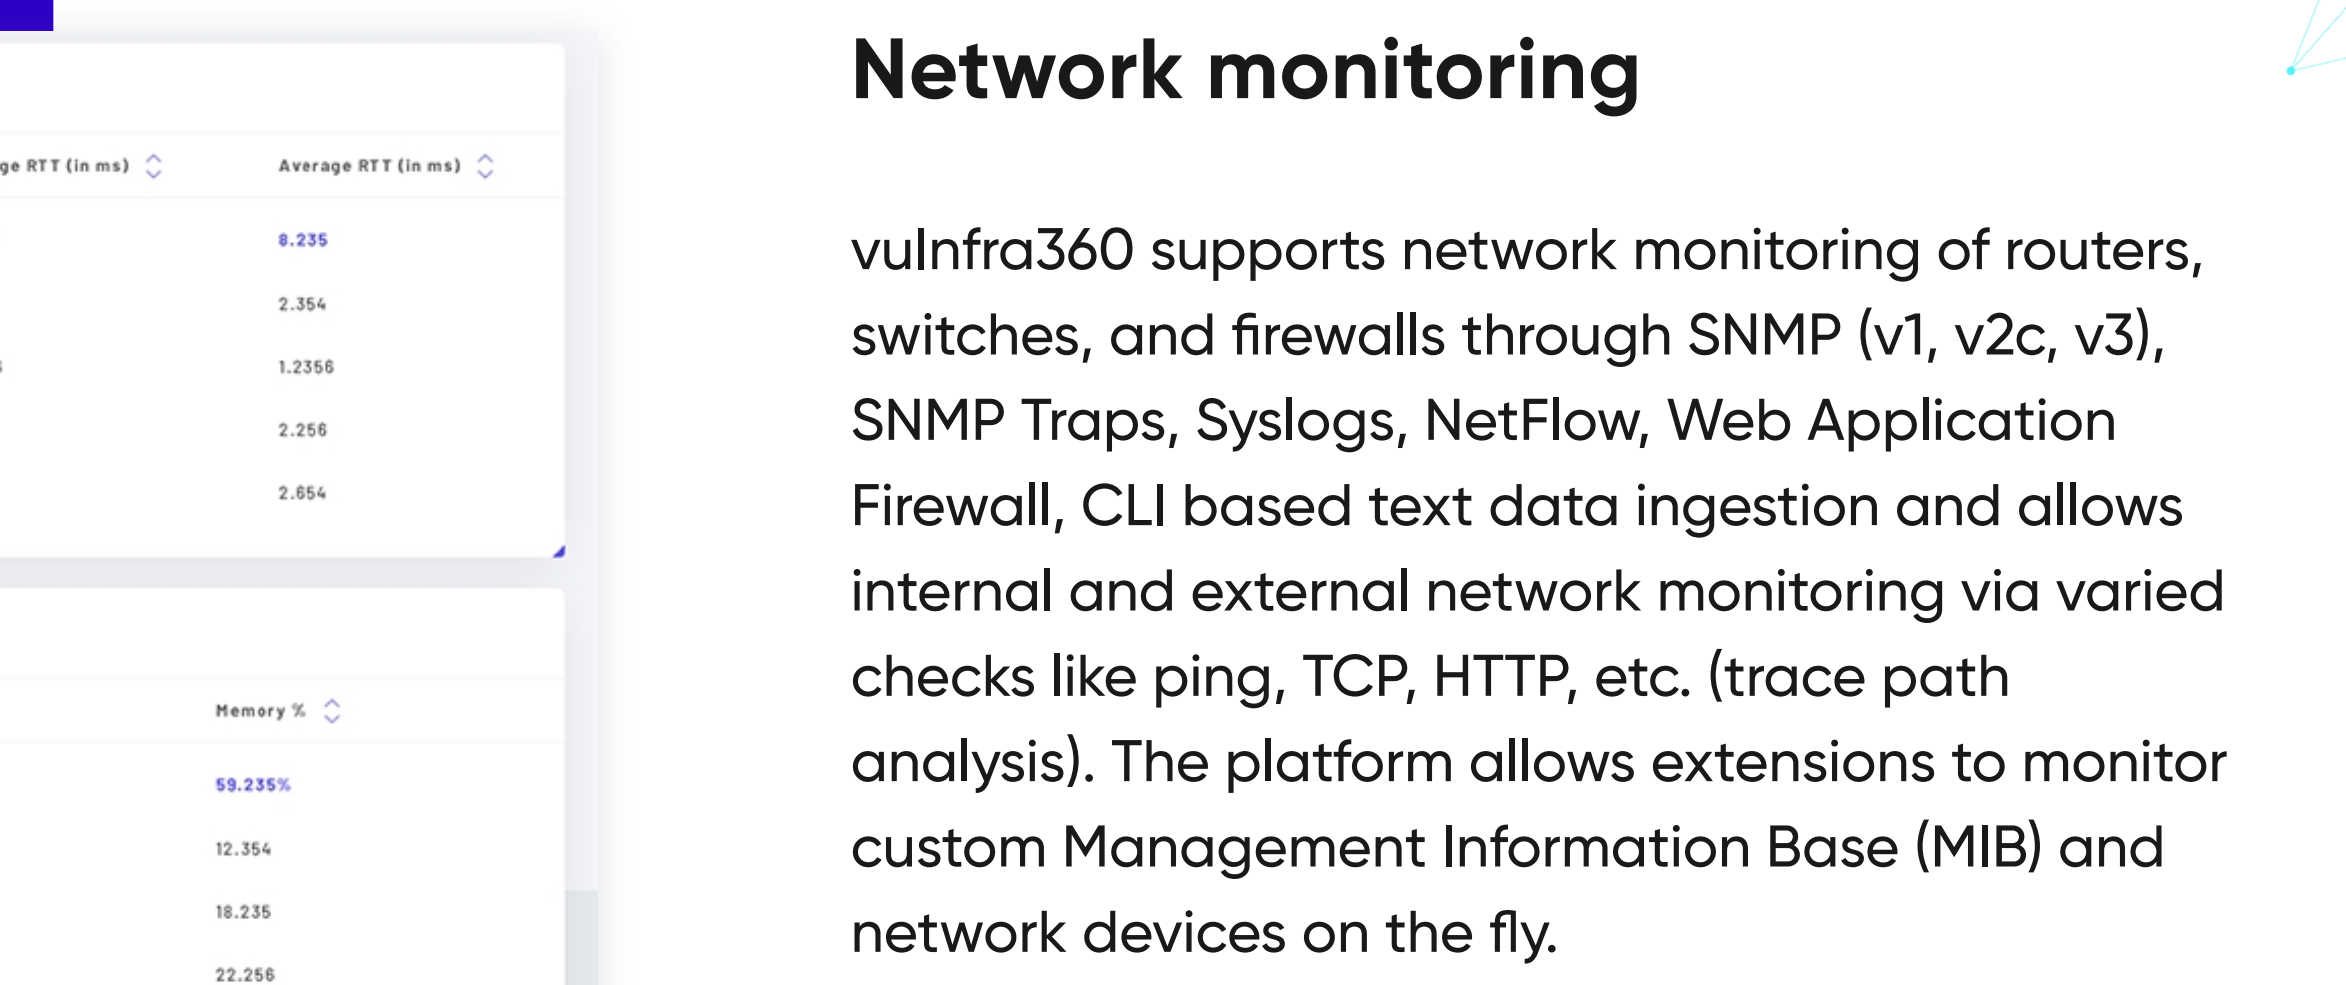 ge RTT (in ms)
Average RTT (in ms)
8.235
2.354
1.2356
2.256
2.654
Memory %
59.235%
12.354
18.235
22.256
Network monitoring
vuInfra360 supports network monitoring of routers,
switches, and firewalls through SNMP (v1, v2c, v3),
SNMP Traps, Syslogs, NetFlow, Web Application
Firewall, CLI based text data ingestion and allows
internal and external network monitoring via varied
checks like ping, TCP, HTTP, etc. (trace path
analysis). The platform allows extensions to monitor
custom Management Information Base (MIB) and
network devices on the fly.